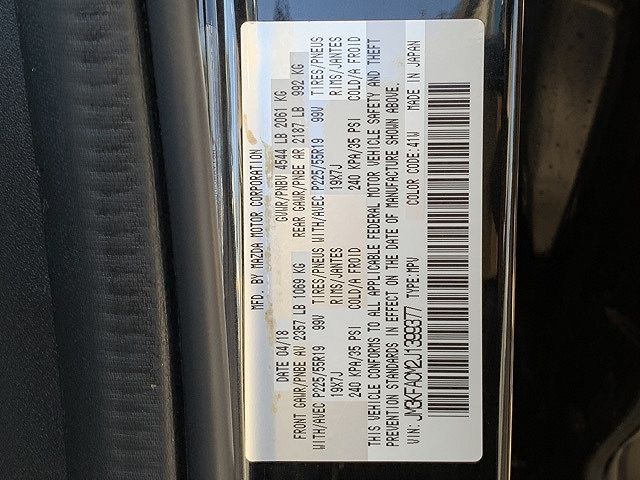 MFD. BY MAZDA MOTOR CORPORATION
DATE 04/18 GVWR/PNBV 4544 LB 2061 KG
FRONT GAWR/PNBE AV 2357 LB 1069 KG REAR GAWR/PNBE AR 2187 LB 992 KG
WITH/AVEC P225/55R19 99V TIRES/PNEUS WITH/AVEC P225/55R19 99V TIRES/PNEUS
19X7J RIMS/JANTES 19X7J RIMS/JANTES
240 KPA/35 PSI COLD/A FROID 240 KPA/35 PSI COLD/A FROID
THIS VEHICLE CONFORMS TO ALL APPLICABLE FEDERAL MOTOR VEHICLE SAFETY AND THEFT
PREVENTION STANDARDS IN EFFECT ON THE DATE OF MANUFACTURE SHOWN ABOVE.
VIN: JM3KFACM2J1399377 TYPE:MPV COLOR CODE:41W MADE IN JAPAN